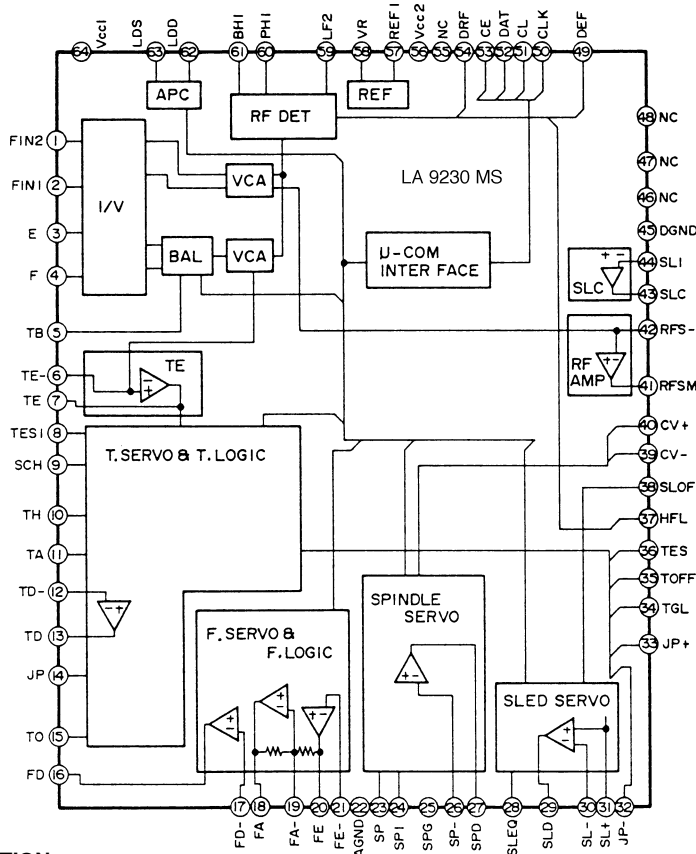 64 Vcc1
63 LDS
62 LDD
61 BH1
60 PH1
59 LF2
58 VR
57 REF1
56 Vcc2
55 NC
54 DRF
53 CE
52 DAT
51 CL
50 CLK
49 DEF
APC
RF DET
REF
LA 9230 MS
FIN2 1
FIN1 2
E 3
F 4
TB 5
TE- 6
TE 7
TES1 8
SCH 9
TH 10
TA 11
TD- 12
TD 13
JP 14
TO 15
FD 16
I/V
VCA
BAL
VCA
μ-COM
INTER FACE
TE
- +
T.SERVO & T.LOGIC
- +
F.SERVO &
F.LOGIC
+ -
+ -
+ -
SPINDLE
SERVO
+ -
SLED SERVO
+ -
48 NC
47 NC
46 NC
45 DGND
44 SLI
43 SLC
+ -
SLC
42 RFS-
RF
AMP
+ -
41 RFSM
40 CV+
39 CV-
38 SLOF
37 HFL
36 TES
35 TOFF
34 TGL
33 JP+
17 FD-
18 FA
19 FA-
20 FE
21 FE-
22 AGND
23 SP
24 SPI
25 SPG
26 SP-
27 SPD
28 SLEQ
29 SLD
30 SL-
31 SL+
32 JP-